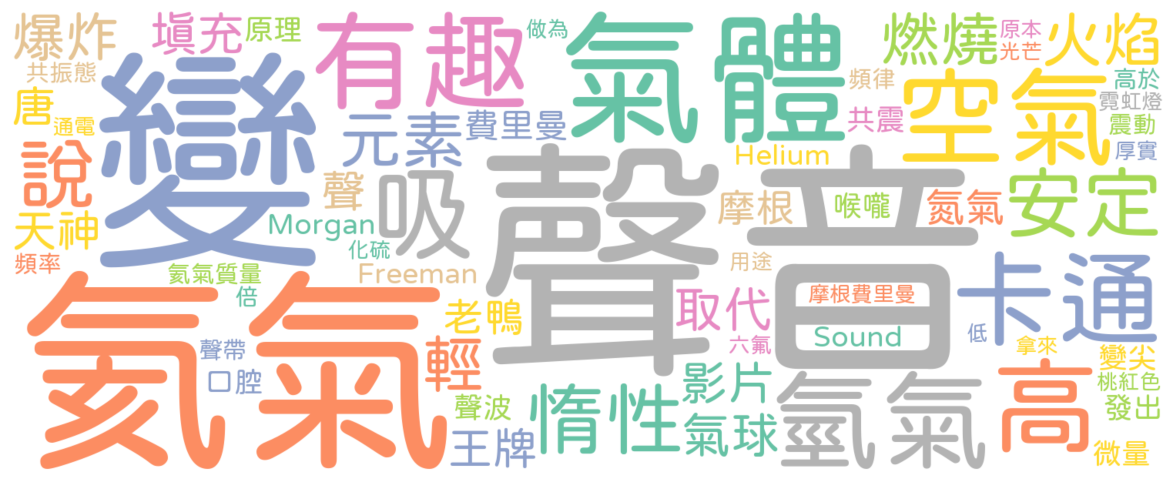 爆炸
填充
原理
有趣
做為
氣體
燃燒
原本
光芒
火焰
共振態
唐
通電
變
元素
費里曼
頻律
共震
空氣
高於
霓虹燈
震動
厚實
說
聲
吸
聲音
Helium
摩根
喉嚨
氮氣
安定
天神
Morgan
化硫
頻率
氦氣質量
倍
Freeman
用途
摩根費里曼
卡通
氦氣
老鴨
取代
Sound
低
聲帶
口腔
輕
六氟
拿來
變尖
桃紅色
聲波
惰性
影片
氣球
氫氣
高
發出
王牌
微量